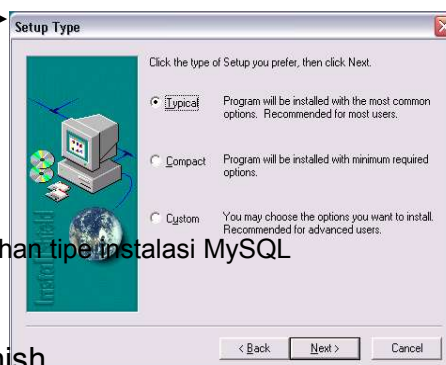 Setup Type
Click the type of Setup you prefer, then click Next.
Typical Program will be installed with the most common
options. Recommended for most users.
Compact Program will be installed with minimum required
options.
Custom You may choose the options you want to install.
Recommended for advanced users.
han tipe instalasi MySQL
InstallShield
< Back Next > Cancel
nish